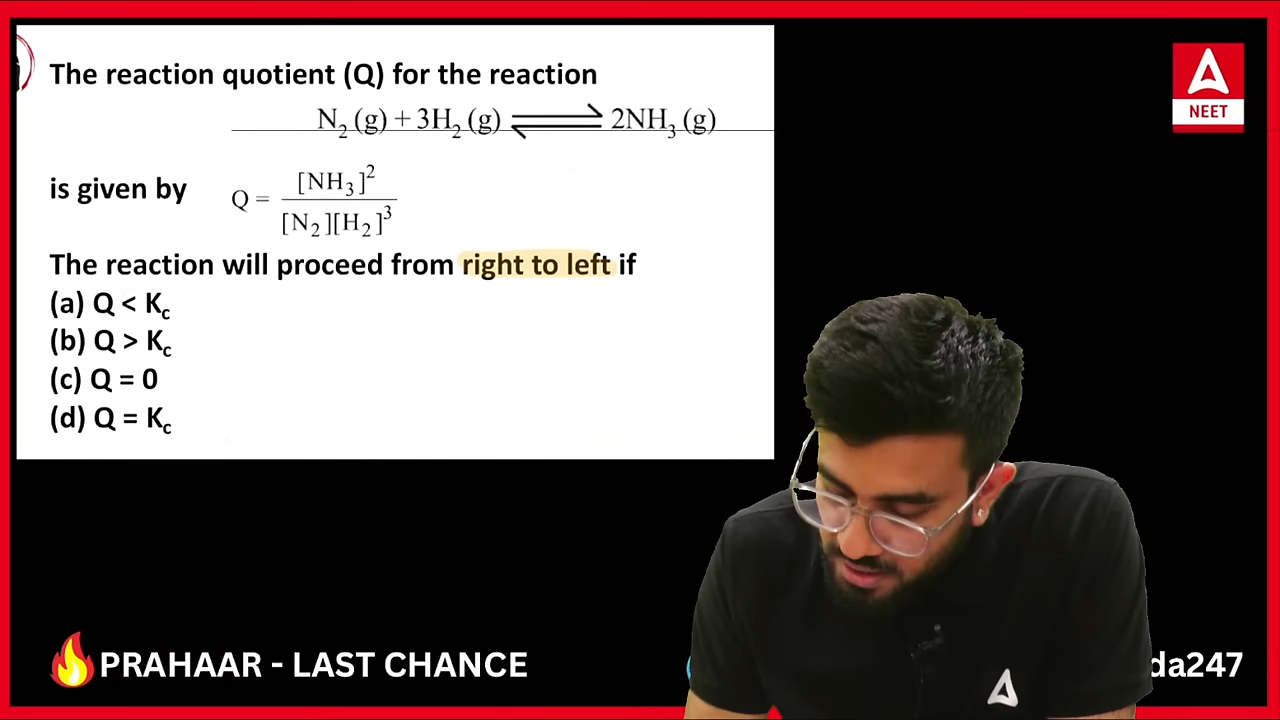 The reaction quotient (Q) for the reaction
N₂ (g) + 3H₂ (g) ⇌ 2NH₃ (g)
is given by Q = [NH₃]² / [N₂][H₂]³
The reaction will proceed from right to left if
(a) Q < Kc
(b) Q > Kc
(c) Q = 0
(d) Q = Kc
NEET
PRAHAAR - LAST CHANCE
da247